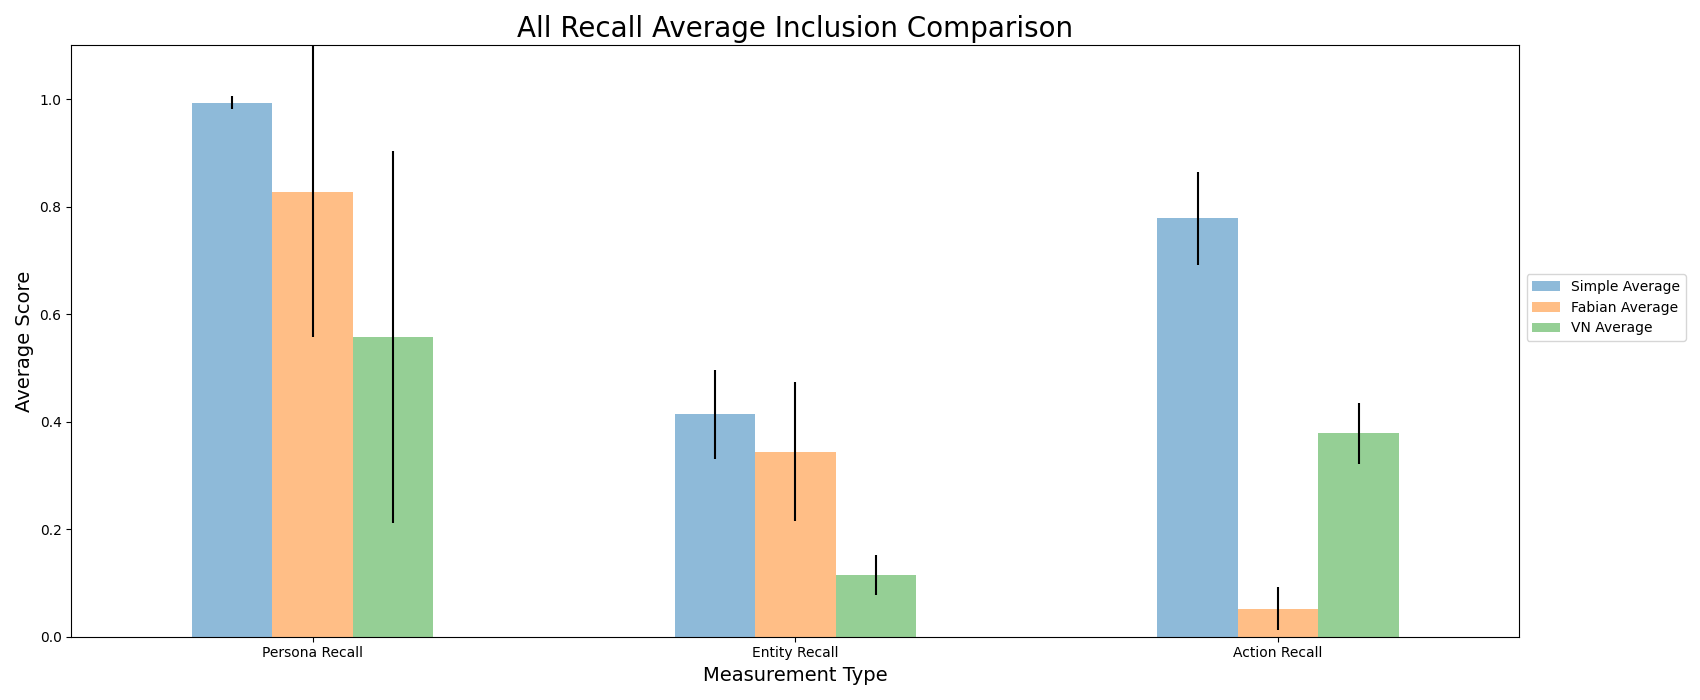 All Recall Average Inclusion Comparison
Average Score
1.0
0.8
0.6
0.4
0.2
0.0
Persona Recall
Entity Recall
Action Recall
Measurement Type
Simple Average
Fabian Average
VN Average